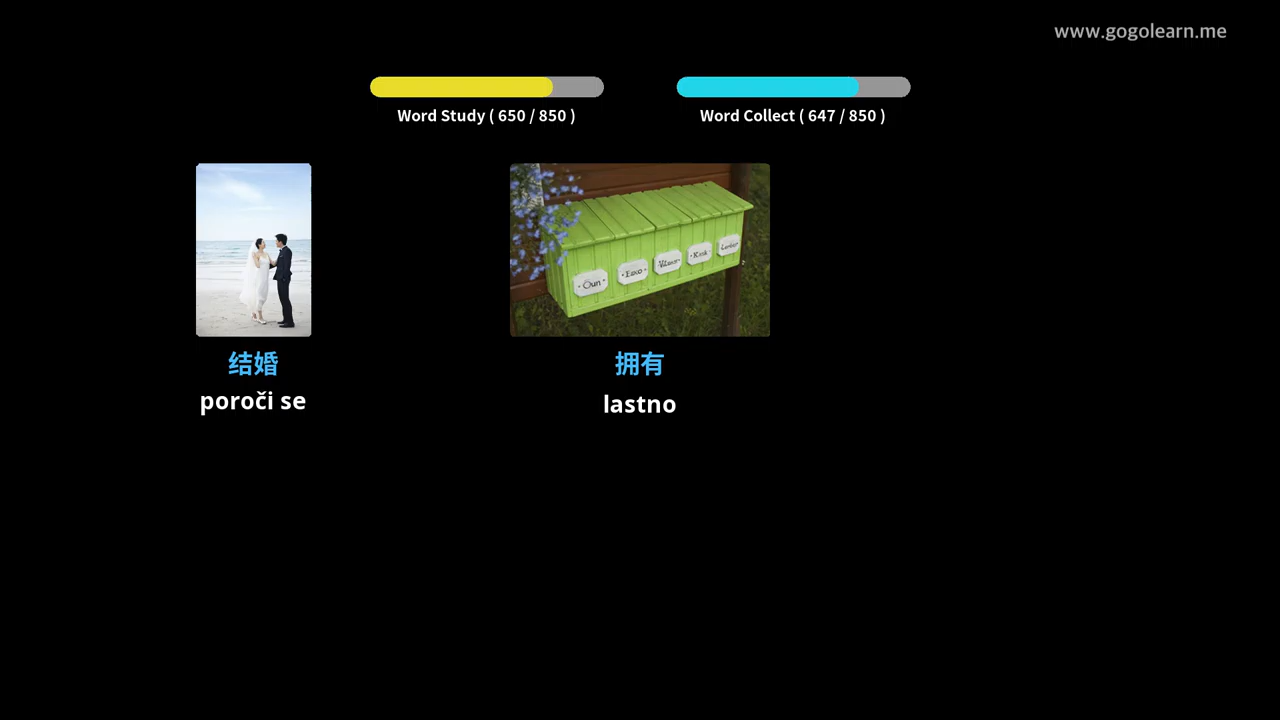 www.gogolearn.me
Word Study ( 650 / 850 )
Word Collect ( 647 / 850 )
结婚
poroči se
拥有
lastno